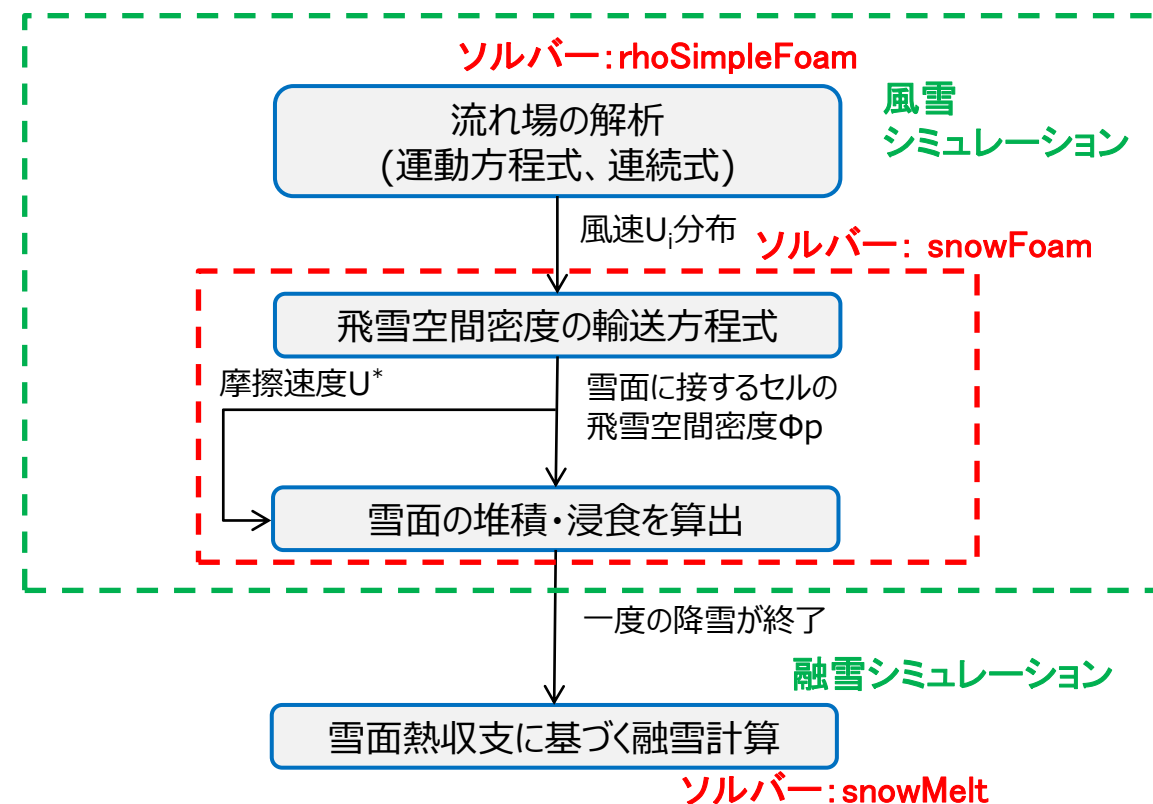 ソルバー：rhoSimpleFoam
風雪
シミュレーション
流れ場の解析
(運動方程式、連続式)
風速Ui分布
ソルバー： snowFoam
飛雪空間密度の輸送方程式
摩擦速度U*
雪面に接するセルの
飛雪空間密度Φp
雪面の堆積・浸食を算出
一度の降雪が終了
融雪シミュレーション
雪面熱収支に基づく融雪計算
ソルバー：snowMelt